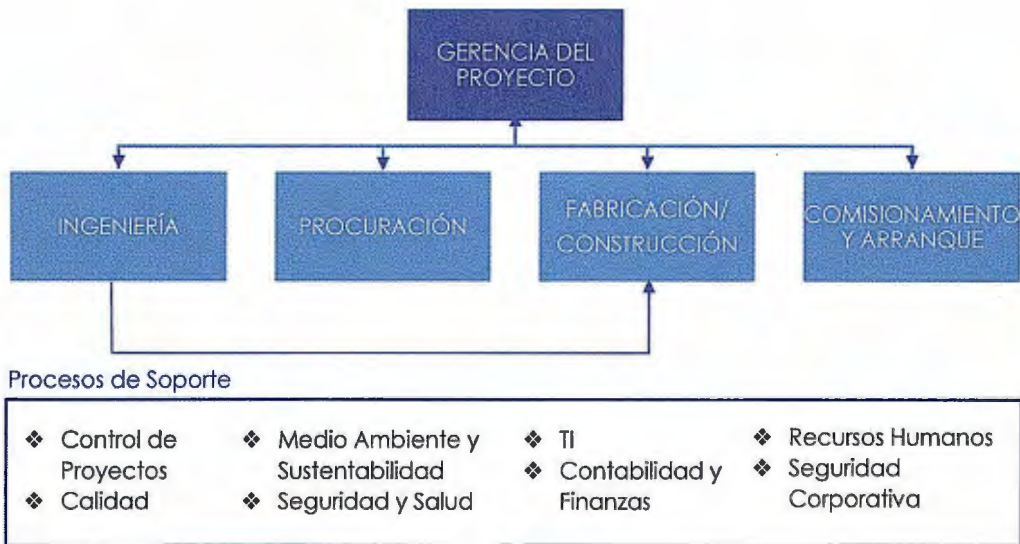 GERENCIA DEL
PROYECTO
INGENIERÍA
PROCURACIÓN
FABRICACIÓN/
CONSTRUCCIÓN
COMISIONAMIENTO
Y ARRANQUE
Procesos de Soporte
❖ Control de
Proyectos
❖ Calidad
❖ Medio Ambiente y
Sustentabilidad
❖ Seguridad y Salud
❖ TI
❖ Contabilidad y
Finanzas
❖ Recursos Humanos
❖ Seguridad
Corporativa